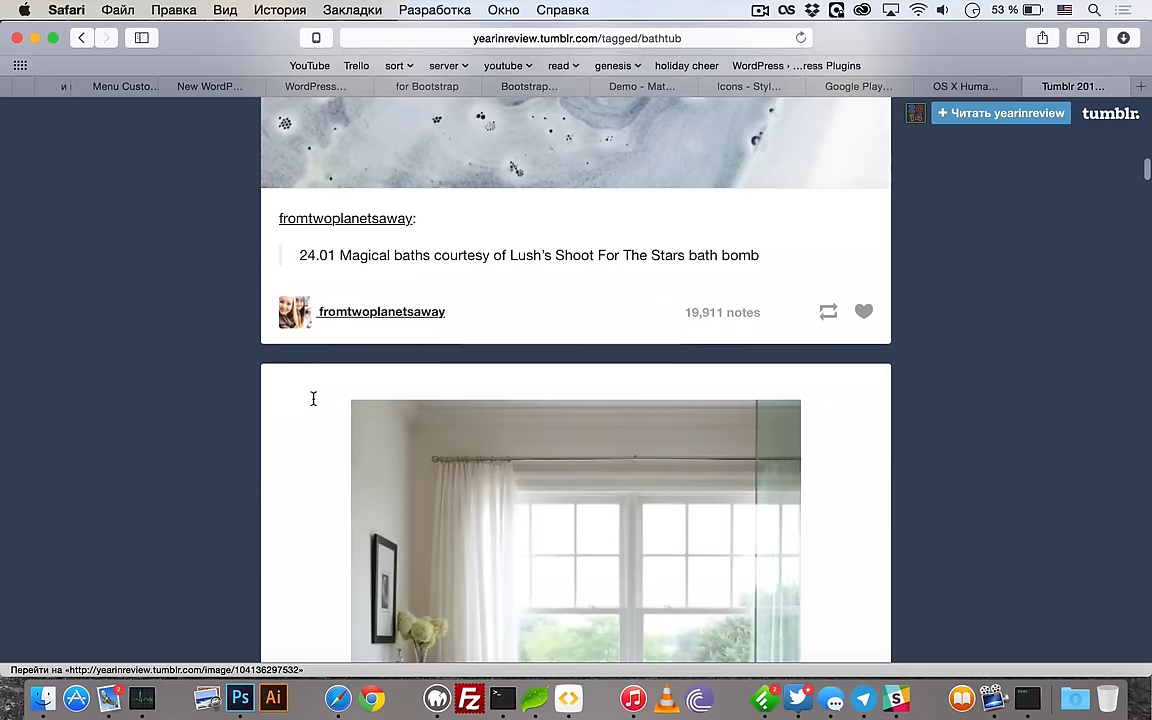 Safari Файл Правка Вид История Закладки Разработка Окно Справка 53 %
yearinreview.tumblr.com/tagged/bathtub
YouTube Trello sort server youtube read genesis holiday cheer WordPress › ...ress Plugins
и Menu Custo... New WordP... WordPress... for Bootstrap Bootstrap... Demo - Mat... Icons - Styl... Google Play... OS X Huma... Tumblr 201...
+ Читать yearinreview tumblr.
fromtwoplanetsaway:
24.01 Magical baths courtesy of Lush’s Shoot For The Stars bath bomb
fromtwoplanetsaway 19,911 notes
Перейти на «http://yearinreview.tumblr.com/image/104136297532»
Ps Ai Fz